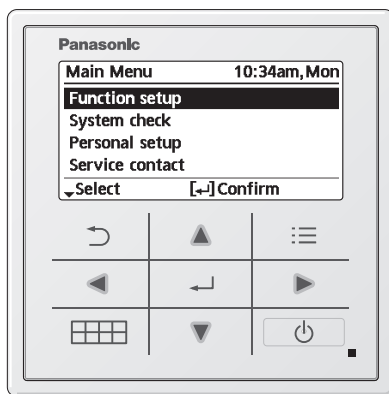 Panasonic
Main Menu 10:34am,Mon
Function setup
System check
Personal setup
Service contact
Select [↵]Confirm